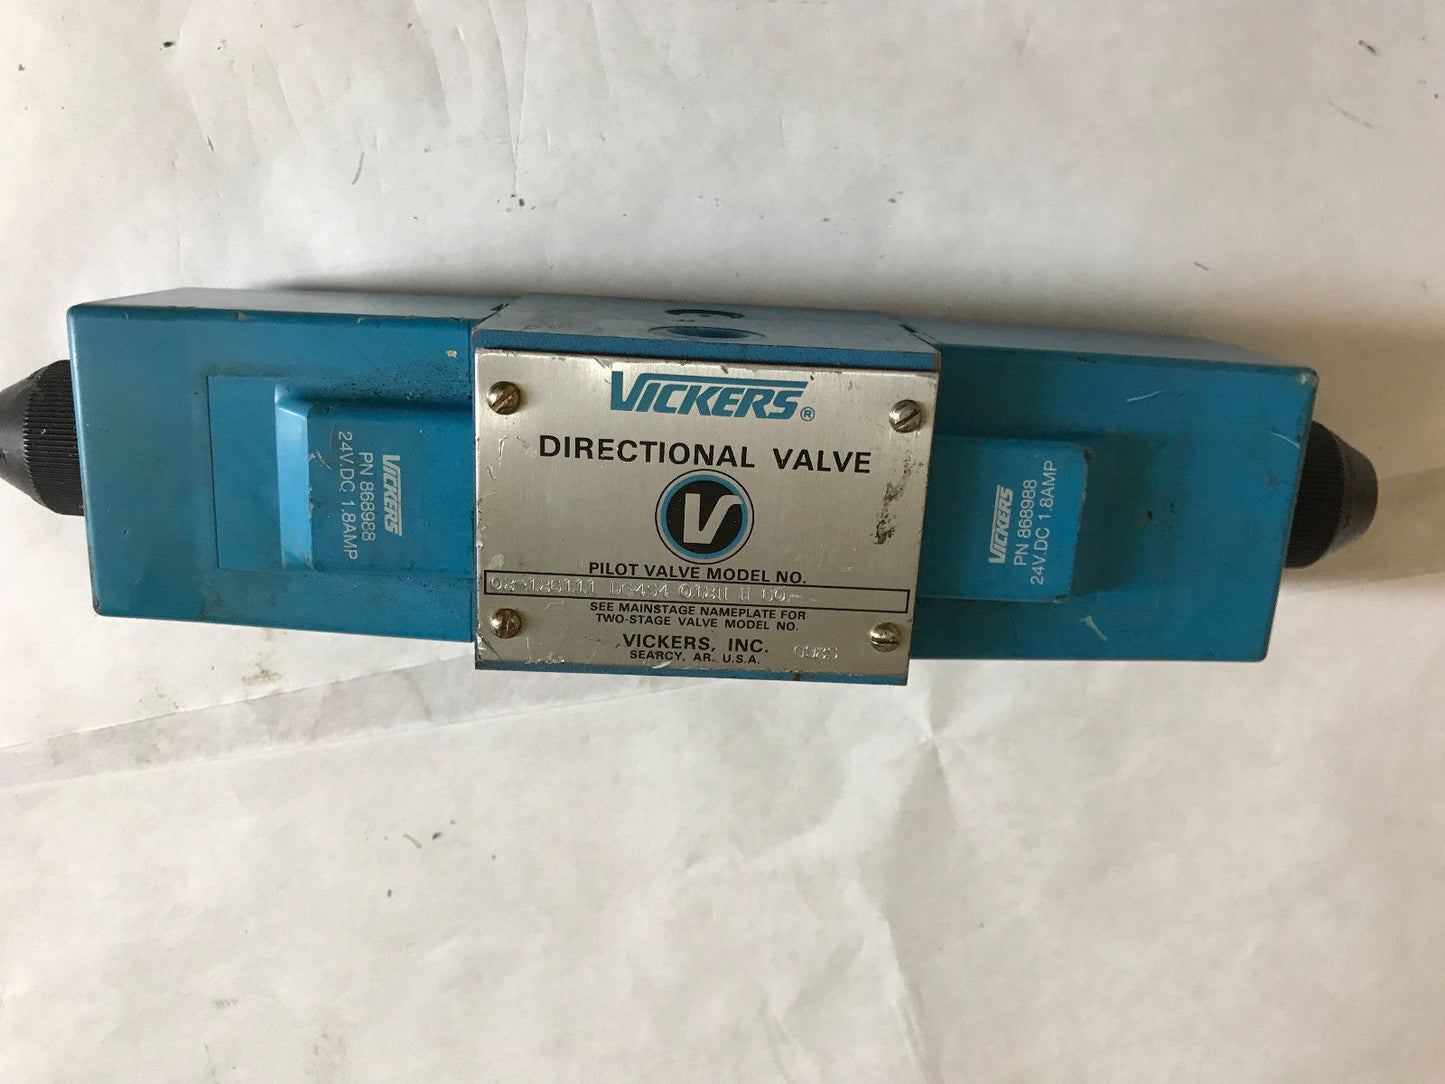 VICKERS
PN 868988
24V.DC 1.8AMP
VICKERS®
DIRECTIONAL VALVE
V
PILOT VALVE MODEL NO.
DG4S4
SEE MAINSTAGE NAMEPLATE FOR
TWO-STAGE VALVE MODEL NO.
VICKERS, INC.
SEARCY, AR. U.S.A.
VICKERS
PN 868988
24V.DC 1.8AMP